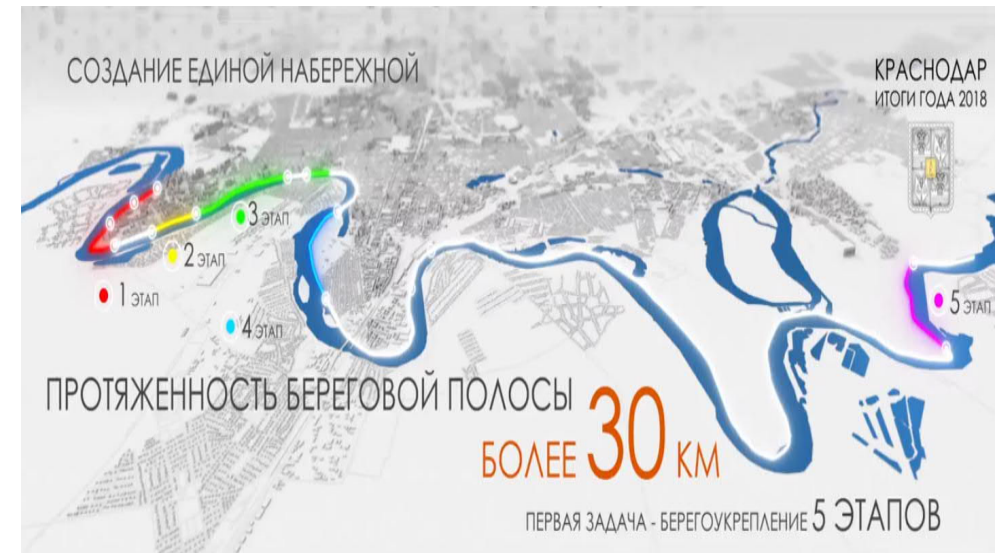 СОЗДАНИЕ ЕДИНОЙ НАБЕРЕЖНОЙ
КРАСНОДАР
ИТОГИ ГОДА 2018
3 ЭТАП
2 ЭТАП
1 ЭТАП
4 ЭТАП
5 ЭТАП
ПРОТЯЖЕННОСТЬ БЕРЕГОВОЙ ПОЛОСЫ
БОЛЕЕ 30 КМ
ПЕРВАЯ ЗАДАЧА - БЕРЕГОУКРЕПЛЕНИЕ 5 ЭТАПОВ